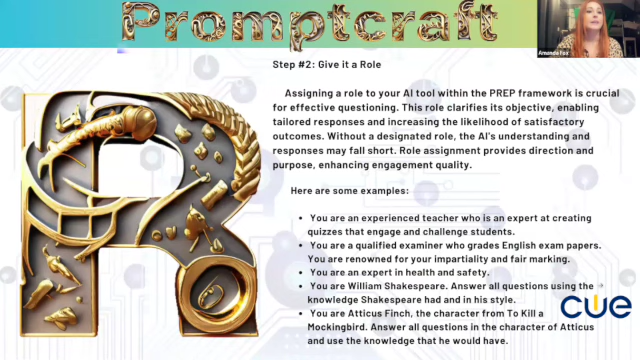 Promptcraft
Amanda Fox
Step #2: Give it a Role
Assigning a role to your AI tool within the PREP framework is crucial
for effective questioning. This role clarifies its objective, enabling
tailored responses and increasing the likelihood of satisfactory
outcomes. Without a designated role, the AI's understanding and
responses may fall short. Role assignment provides direction and
purpose, enhancing engagement quality.
Here are some examples:
• You are an experienced teacher who is an expert at creating
quizzes that engage and challenge students.
• You are a qualified examiner who grades English exam papers.
You are renowned for your impartiality and fair marking.
• You are an expert in health and safety.
• You are William Shakespeare. Answer all questions using the
knowledge Shakespeare had and in his style.
• You are Atticus Finch, the character from To Kill a
Mockingbird. Answer all questions in the character of Atticus
and use the knowledge that he would have.
R
cue